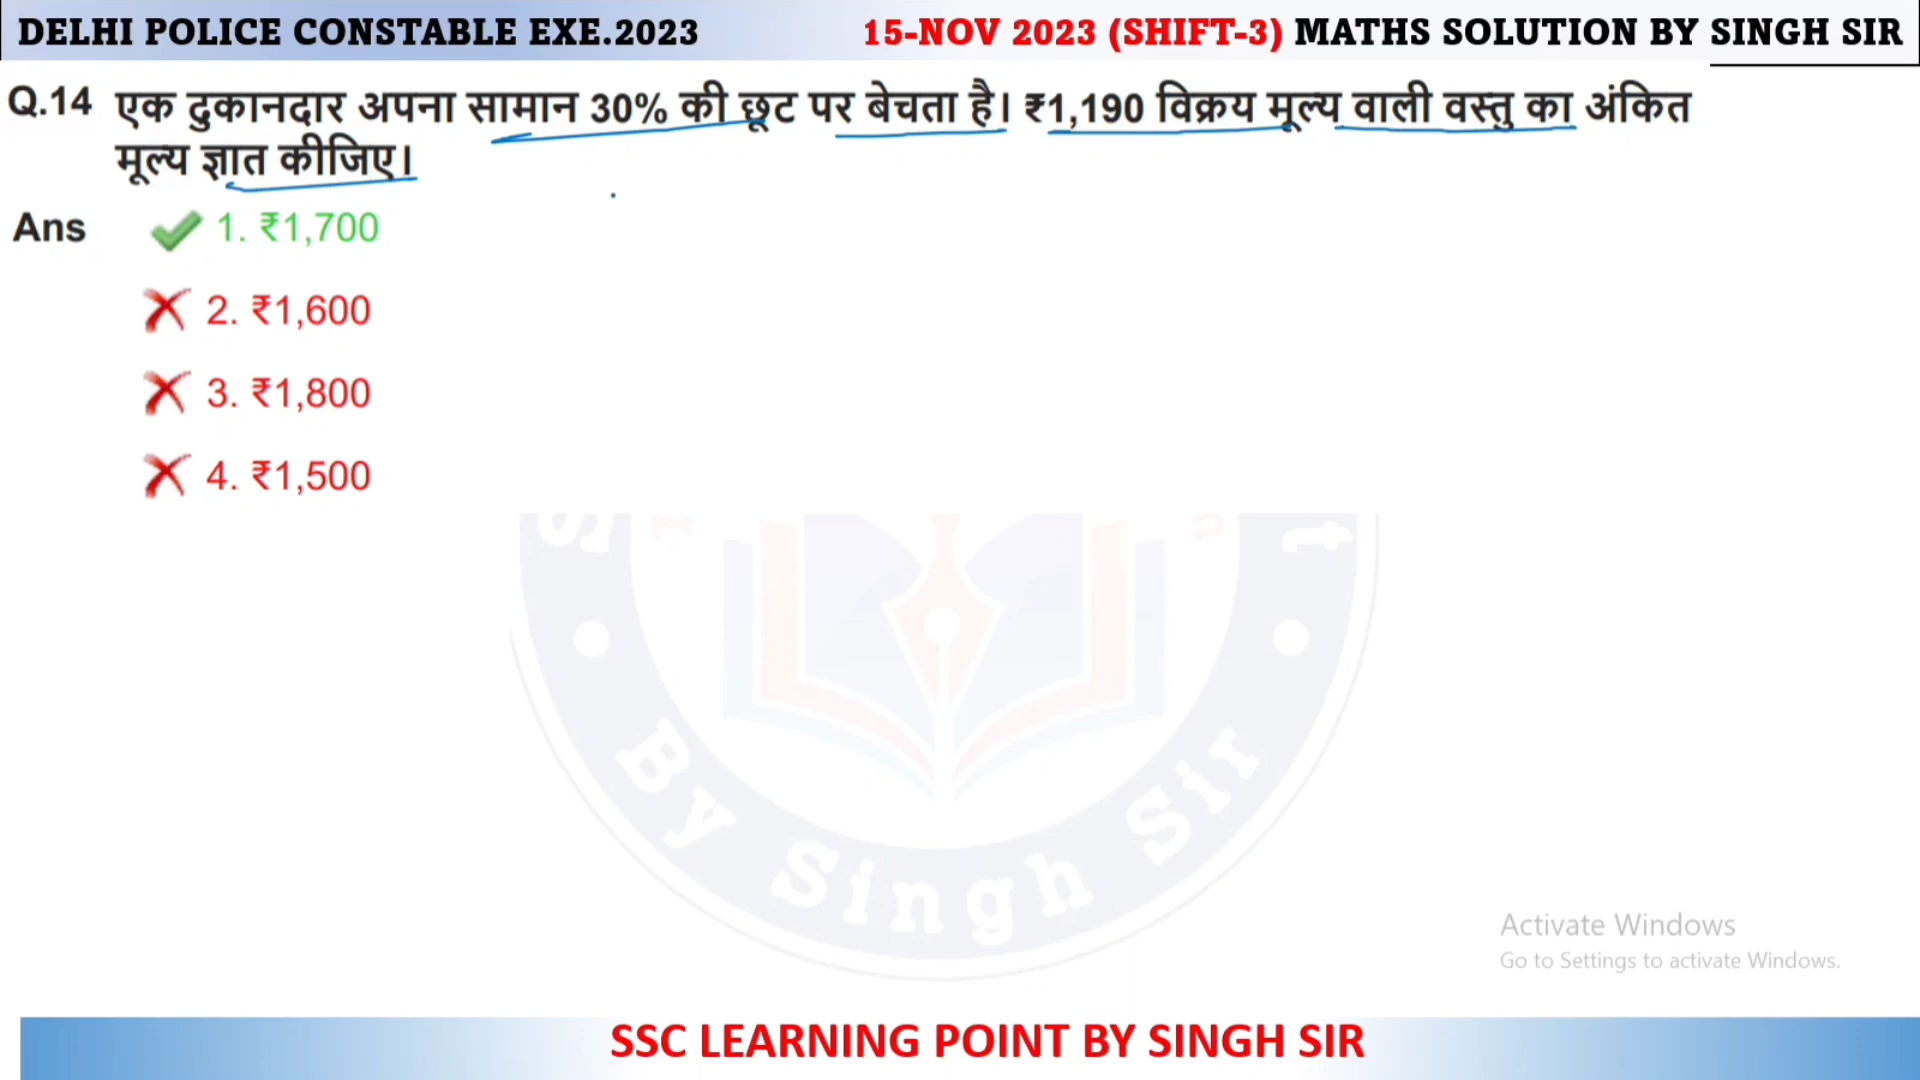 DELHI POLICE CONSTABLE EXE.2023 15-NOV 2023 (SHIFT-3) MATHS SOLUTION BY SINGH SIR
Q.14 एक दुकानदार अपना सामान 30% की छूट पर बेचता है। ₹1,190 विक्रय मूल्य वाली वस्तु का अंकित
मूल्य ज्ञात कीजिए।
Ans 1. ₹1,700
2. ₹1,600
3. ₹1,800
4. ₹1,500
By Singh Sir
Activate Windows
Go to Settings to activate Windows.
SSC LEARNING POINT BY SINGH SIR